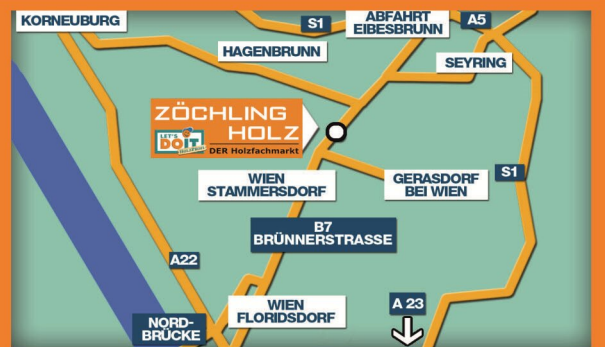 KORNEUBURG
S1
ABFAHRT
EIBESBRUNN
A5
HAGENBRUNN
SEYRING
ZÖCHLING
HOLZ
LET'S
DOIT
HOLZPROFI
DER Holzfachmarkt
WIEN
STAMMERSDORF
GERASDORF
BEI WIEN
S1
B7
BRÜNNERSTRASSE
A22
WIEN
FLORIDSDORF
A 23
NORD-
BRÜCKE